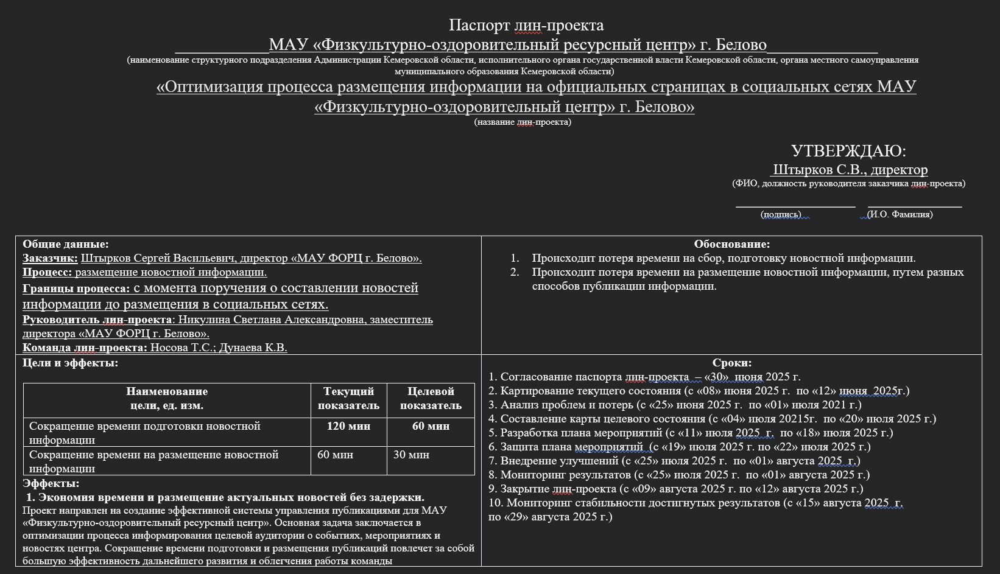 Паспорт лин-проекта
___________МАУ «Физкультурно-оздоровительный ресурсный центр» г. Белово_____________
(наименование структурного подразделения Администрации Кемеровской области, исполнительного органа государственной власти Кемеровской области, органа местного самоуправления
муниципального образования Кемеровской области)
«Оптимизация процесса размещения информации на официальных страницах в социальных сетях МАУ
«Физкультурно-оздоровительный центр» г. Белово»
(название лин-проекта)
УТВЕРЖДАЮ:
Штырков С.В., директор
(ФИО, должность руководителя заказчика лин-проекта)
(подпись) (И.О. Фамилия)
Общие данные:
Заказчик: Штырков Сергей Васильевич, директор «МАУ ФОРЦ г. Белово».
Процесс: размещение новостной информации.
Границы процесса: с момента поручения о составлении новостей
информации до размещения в социальных сетях.
Руководитель лин-проекта: Никулина Светлана Александровна, заместитель
директора «МАУ ФОРЦ г. Белово».
Команда лин-проекта: Носова Т.С.; Дунаева К.В.
Обоснование:
1. Происходит потеря времени на сбор, подготовку новостной информации.
2. Происходит потеря времени на размещение новостной информации, путем разных
способов публикации информации.
Цели и эффекты:
Наименование
цели, ед. изм.
Текущий
показатель
Целевой
показатель
Сокращение времени подготовки новостной
информации
120 мин
60 мин
Сокращение времени на размещение новостной
информации
60 мин
30 мин
Эффекты:
1. Экономия времени и размещение актуальных новостей без задержки.
Проект направлен на создание эффективной системы управления публикациями для МАУ
«Физкультурно-оздоровительный ресурсный центр». Основная задача заключается в
оптимизации процесса информирования целевой аудитории о событиях, мероприятиях и
новостях центра. Сокращение времени подготовки и размещения публикаций повлечет за собой
большую эффективность дальнейшего развития и облегчения работы команды
Сроки:
1. Согласование паспорта лин-проекта – «30» июня 2025 г.
2. Картирование текущего состояния (с «08» июня 2025 г. по «12» июня 2025г.)
3. Анализ проблем и потерь (с «25» июня 2025 г. по «01» июля 2021 г.)
4. Составление карты целевого состояния (с «04» июля 20215г. по «20» июля 2025 г.)
5. Разработка плана мероприятий (с «11» июля 2025 г. по «18» июля 2025 г.)
6. Защита плана мероприятий (с «19» июля 2025 г. по «22» июля 2025 г.)
7. Внедрение улучшений (с «25» июля 2025 г. по «01» августа 2025 г.)
8. Мониторинг результатов (с «25» июля 2025 г. по «01» августа 2025 г.)
9. Закрытие лин-проекта (с «09» августа 2025 г. по «12» августа 2025 г.)
10. Мониторинг стабильности достигнутых результатов (с «15» августа 2025 г.
по «29» августа 2025 г.)